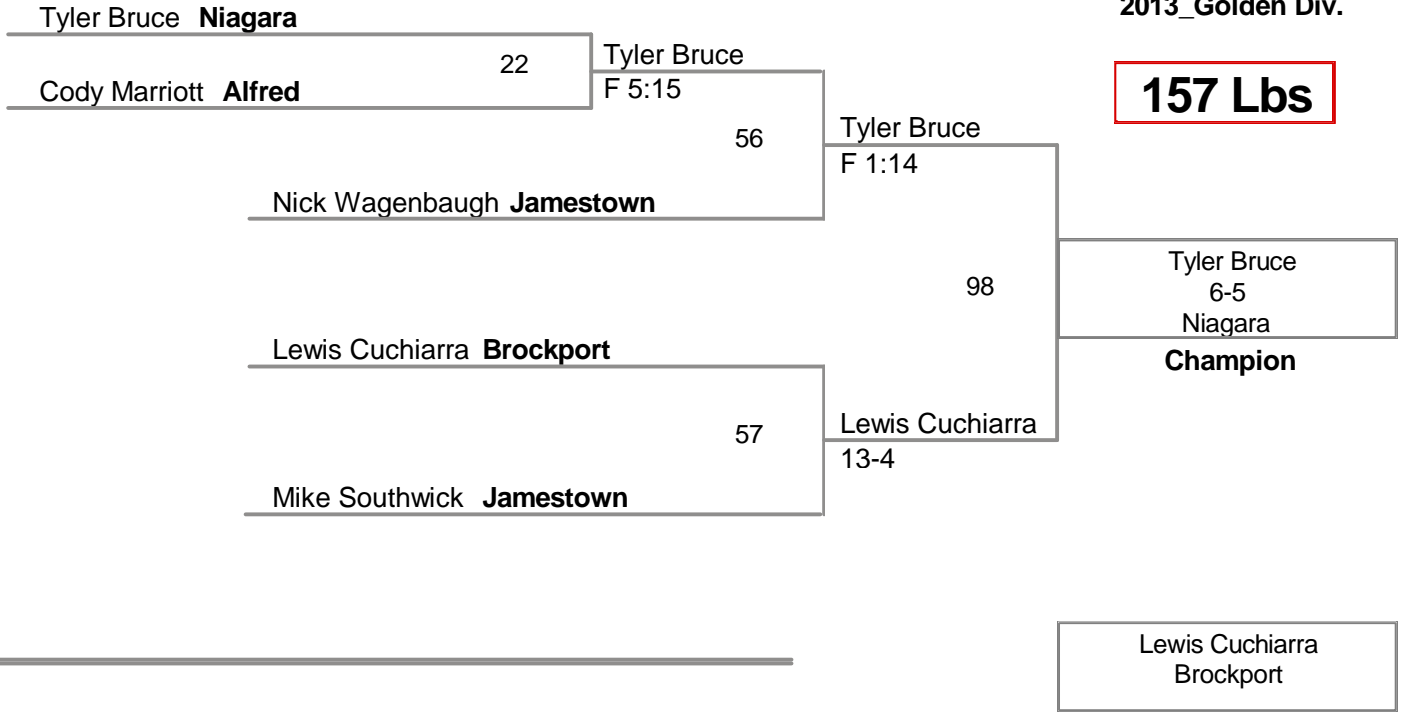 2013_Golden Div.
Tyler Bruce Niagara
22
Tyler Bruce
Cody Marriott Alfred
F 5:15
157 Lbs
56
Tyler Bruce
F 1:14
Nick Wagenbaugh Jamestown
98
Tyler Bruce
6-5
Niagara
Lewis Cuchiarra Brockport
Champion
57
Lewis Cuchiarra
13-4
Mike Southwick Jamestown
Lewis Cuchiarra
Brockport